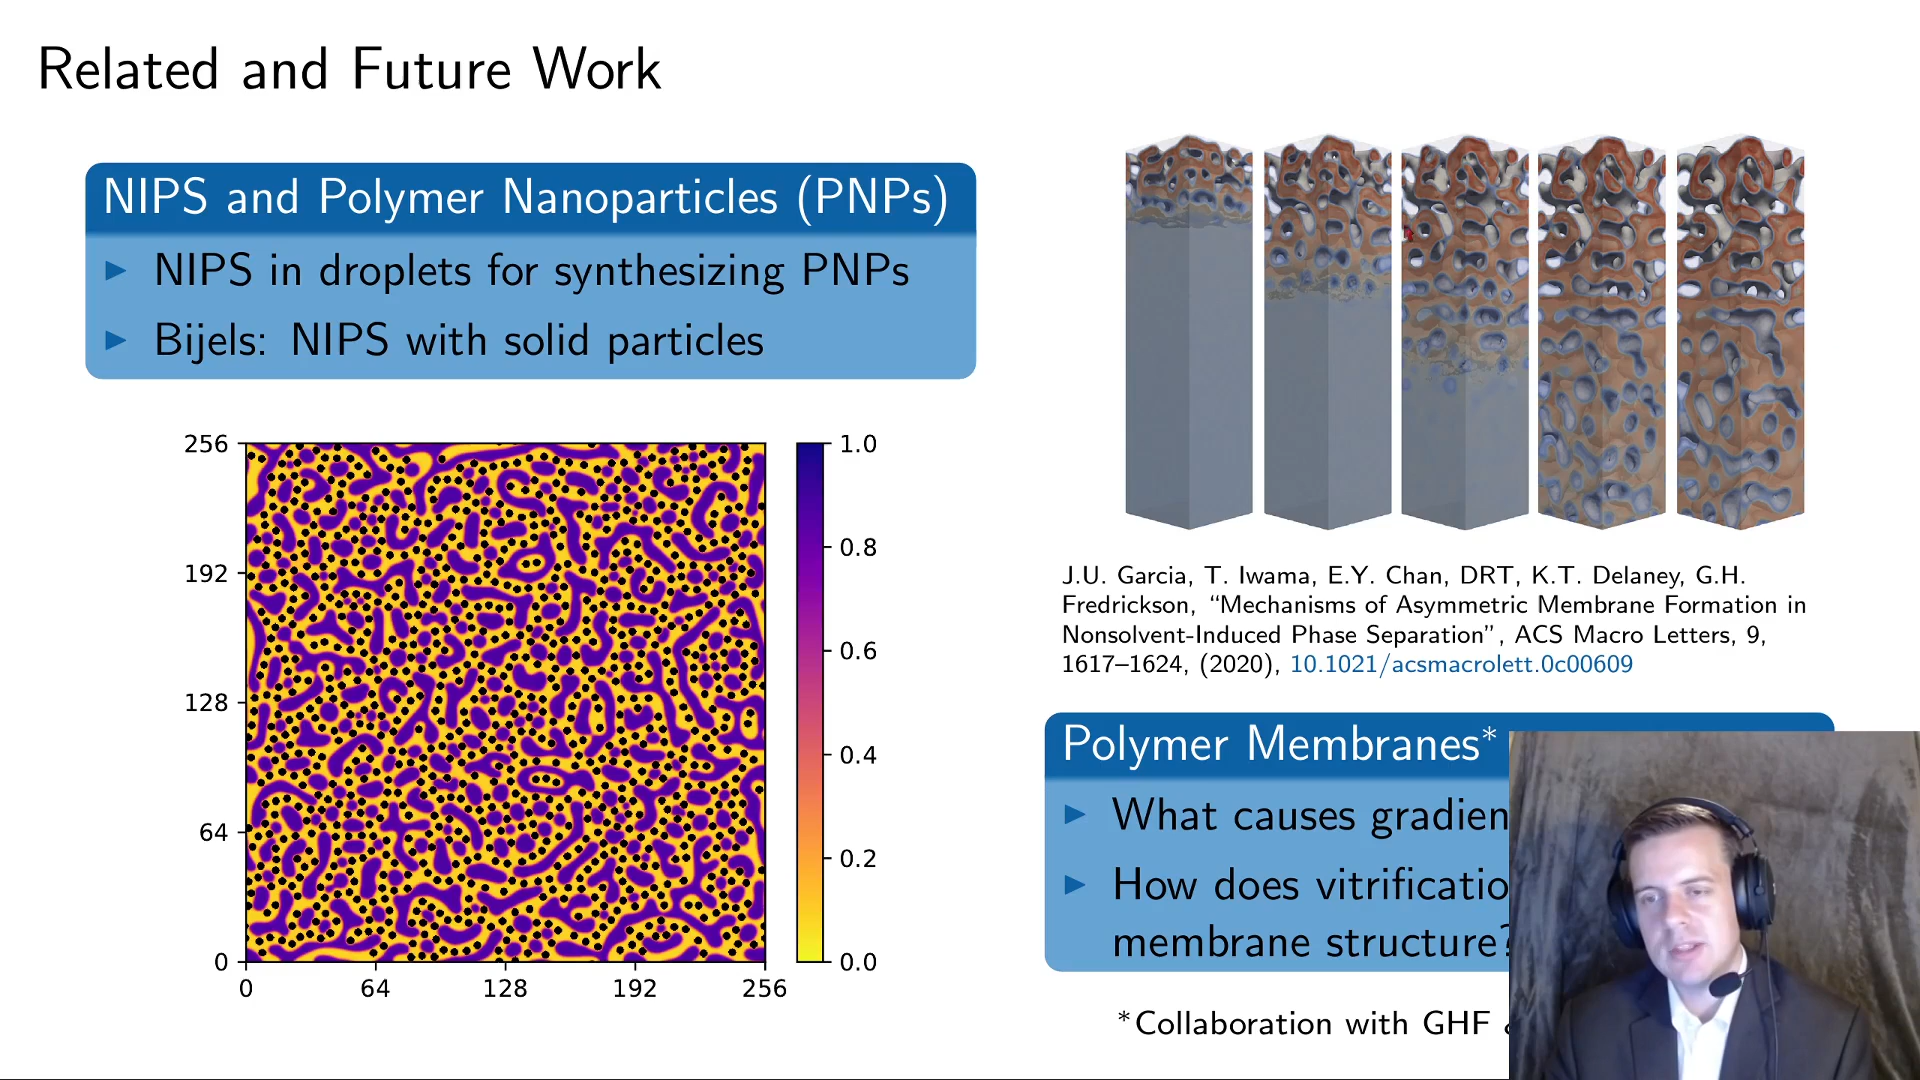 Related and Future Work
NIPS and Polymer Nanoparticles (PNPs)
▶ NIPS in droplets for synthesizing PNPs
▶ Bijels: NIPS with solid particles
256
192
128
64
0
0 64 128 192 256
1.0
0.8
0.6
0.4
0.2
0.0
J.U. Garcia, T. Iwama, E.Y. Chan, DRT, K.T. Delaney, G.H.
Fredrickson, “Mechanisms of Asymmetric Membrane Formation in
Nonsolvent-Induced Phase Separation”, ACS Macro Letters, 9,
1617–1624, (2020), 10.1021/acsmacrolett.0c00609
Polymer Membranes*
▶ What causes gradien
▶ How does vitrificatio
membrane structure?
*Collaboration with GHF